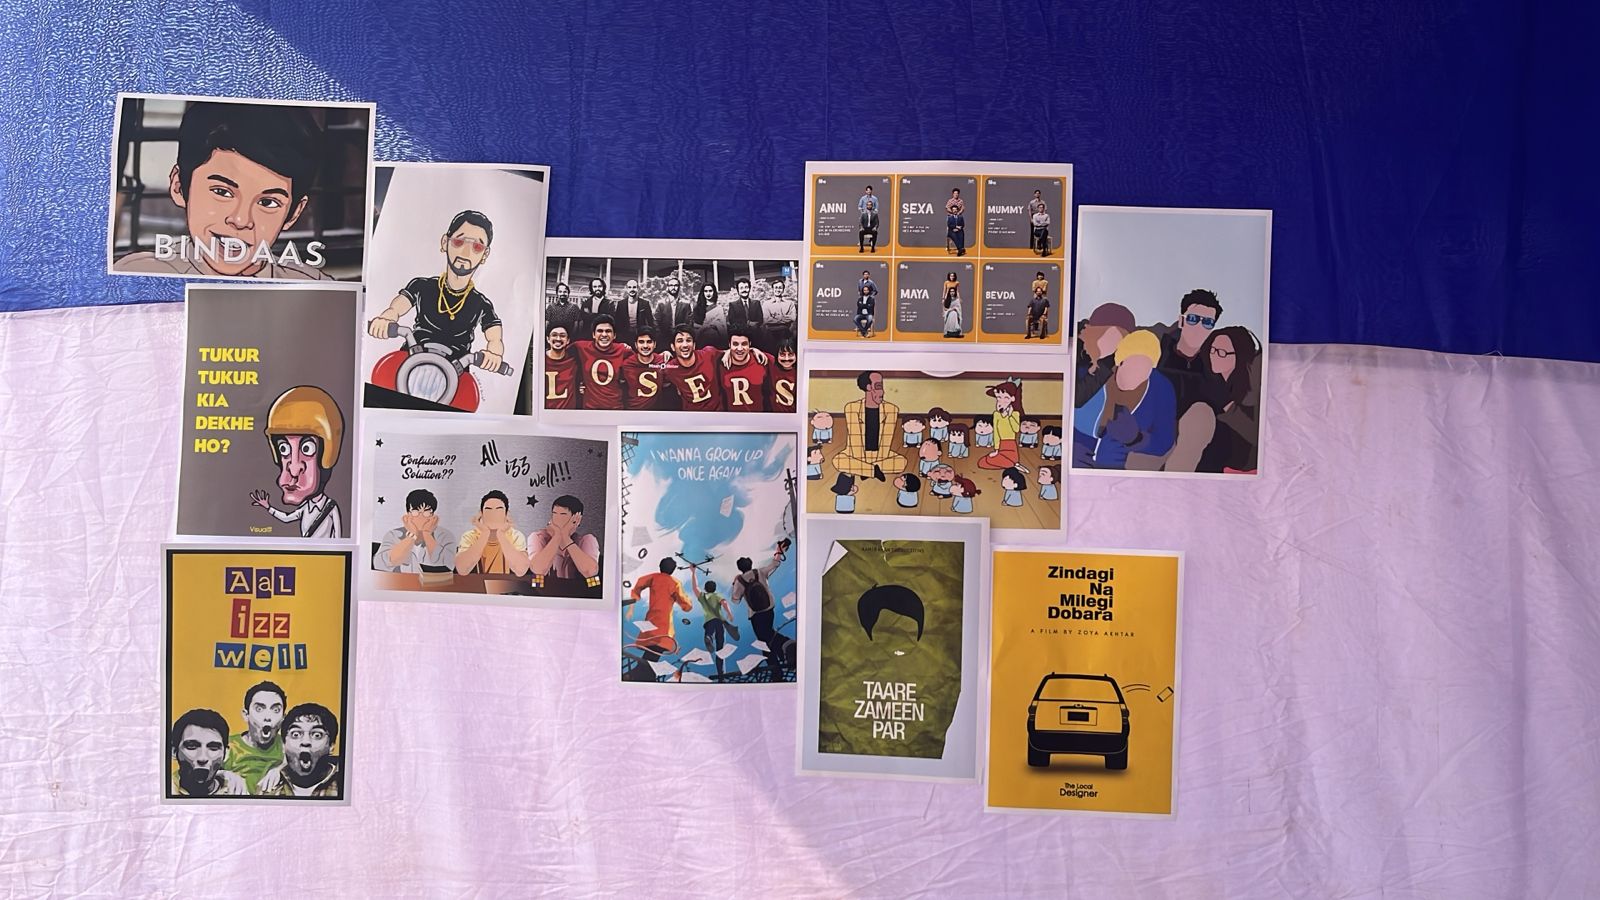 BINDAAS
TUKUR
TUKUR
KIA
DEKHE
HO?
Visual
Aal
izz
well
Confusion??
Solution??
All
izz
well!!!
LOSERS
I WANNA GROW UP
ONCE AGAIN
ANNI
SEXA
MUMMY
ACID
MAYA
BEVDA
TAARE
ZAMEEN
PAR
Zindagi
Na
Milegi
Dobara
A FILM BY ZOYA AKHTAR
The Local
Designer